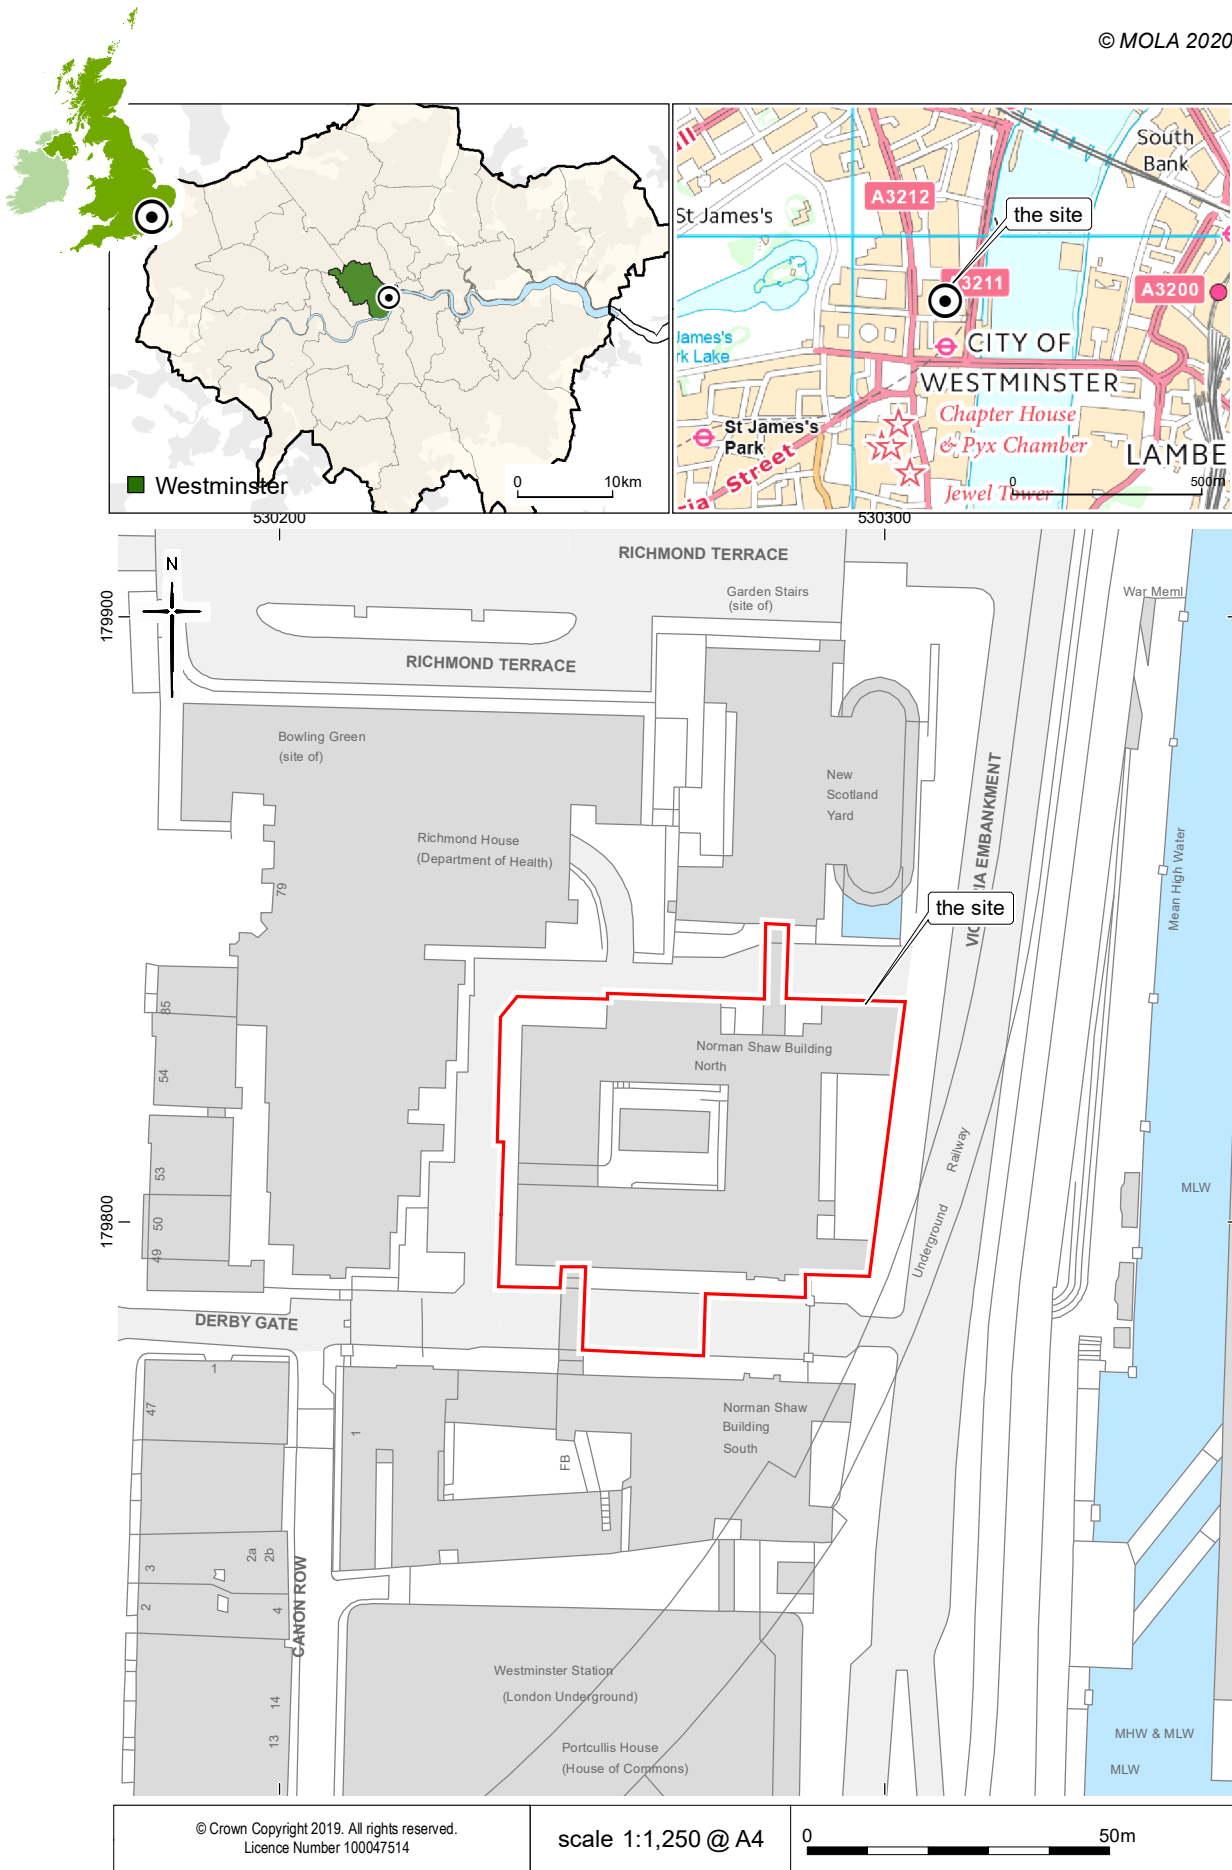 © MOLA 2020
Westminster
0
10km
St James's
A3212
the site
South
Bank
3211
A3200
James's
rk Lake
CITY OF
WESTMINSTER
St James's
Park
Street
Chapter House
& Pyx Chamber
Jewel Tower
LAMBE
0
500m
530200
530300
179900
179800
N
RICHMOND TERRACE
Garden Stairs
(site of)
War Meml
RICHMOND TERRACE
Bowling Green
(site of)
New
Scotland
Yard
Richmond House
(Department of Health)
79
the site
VIC
IA EMBANKMENT
Mean High Water
85
54
53
50
49
Norman Shaw Building
North
Underground
Railway
MLW
DERBY GATE
1
47
1
FB
Norman Shaw
Building
South
3
2a
2b
2
4
CANON ROW
14
13
Westminster Station
(London Underground)
Portcullis House
(House of Commons)
MHW & MLW
MLW
© Crown Copyright 2019. All rights reserved.
Licence Number 100047514
scale 1:1,250 @ A4
0
50m